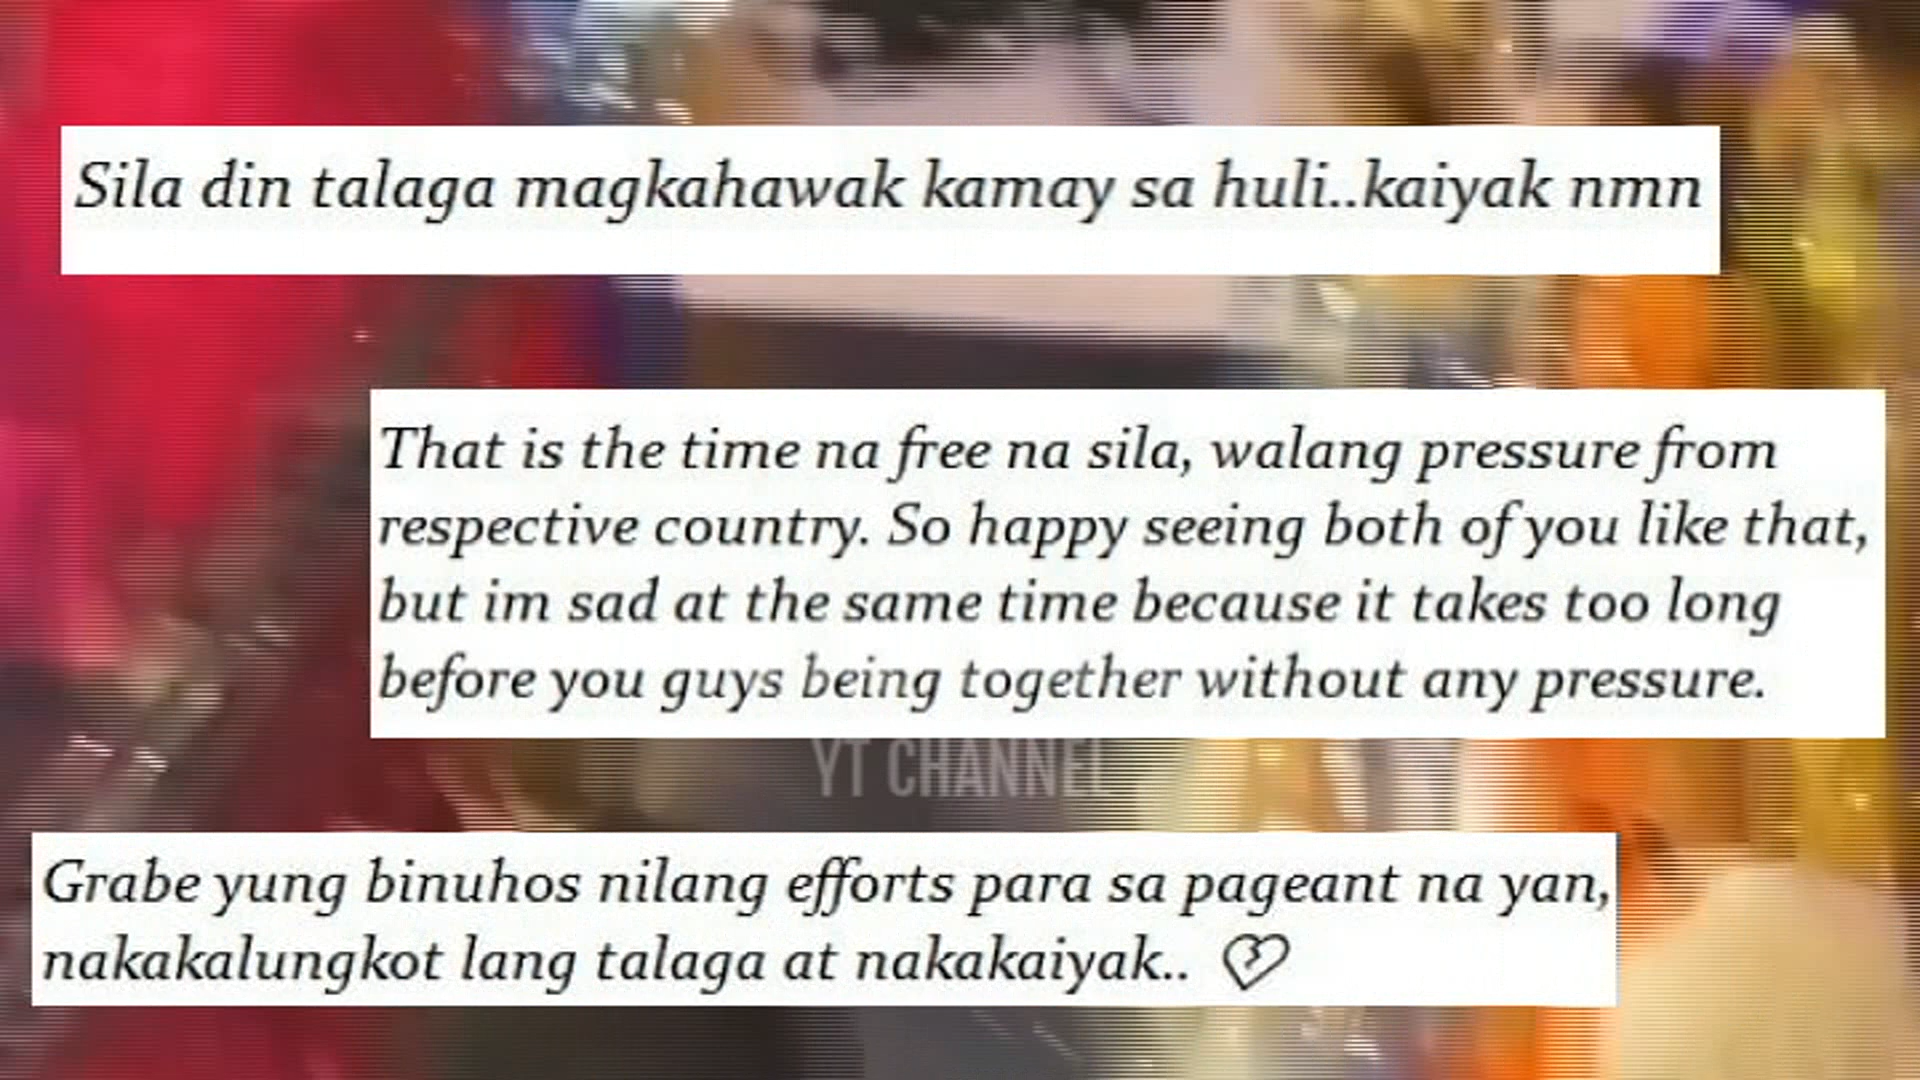 Sila din talaga magkahawak kamay sa huli..kaiyak nmn
That is the time na free na sila, walang pressure from
respective country. So happy seeing both of you like that,
but im sad at the same time because it takes too long
before you guys being together without any pressure.
YT CHANNEL
Grabe yung binuhos nilang efforts para sa pageant na yan,
nakakalungkot lang talaga at nakakaiyak.. 💔